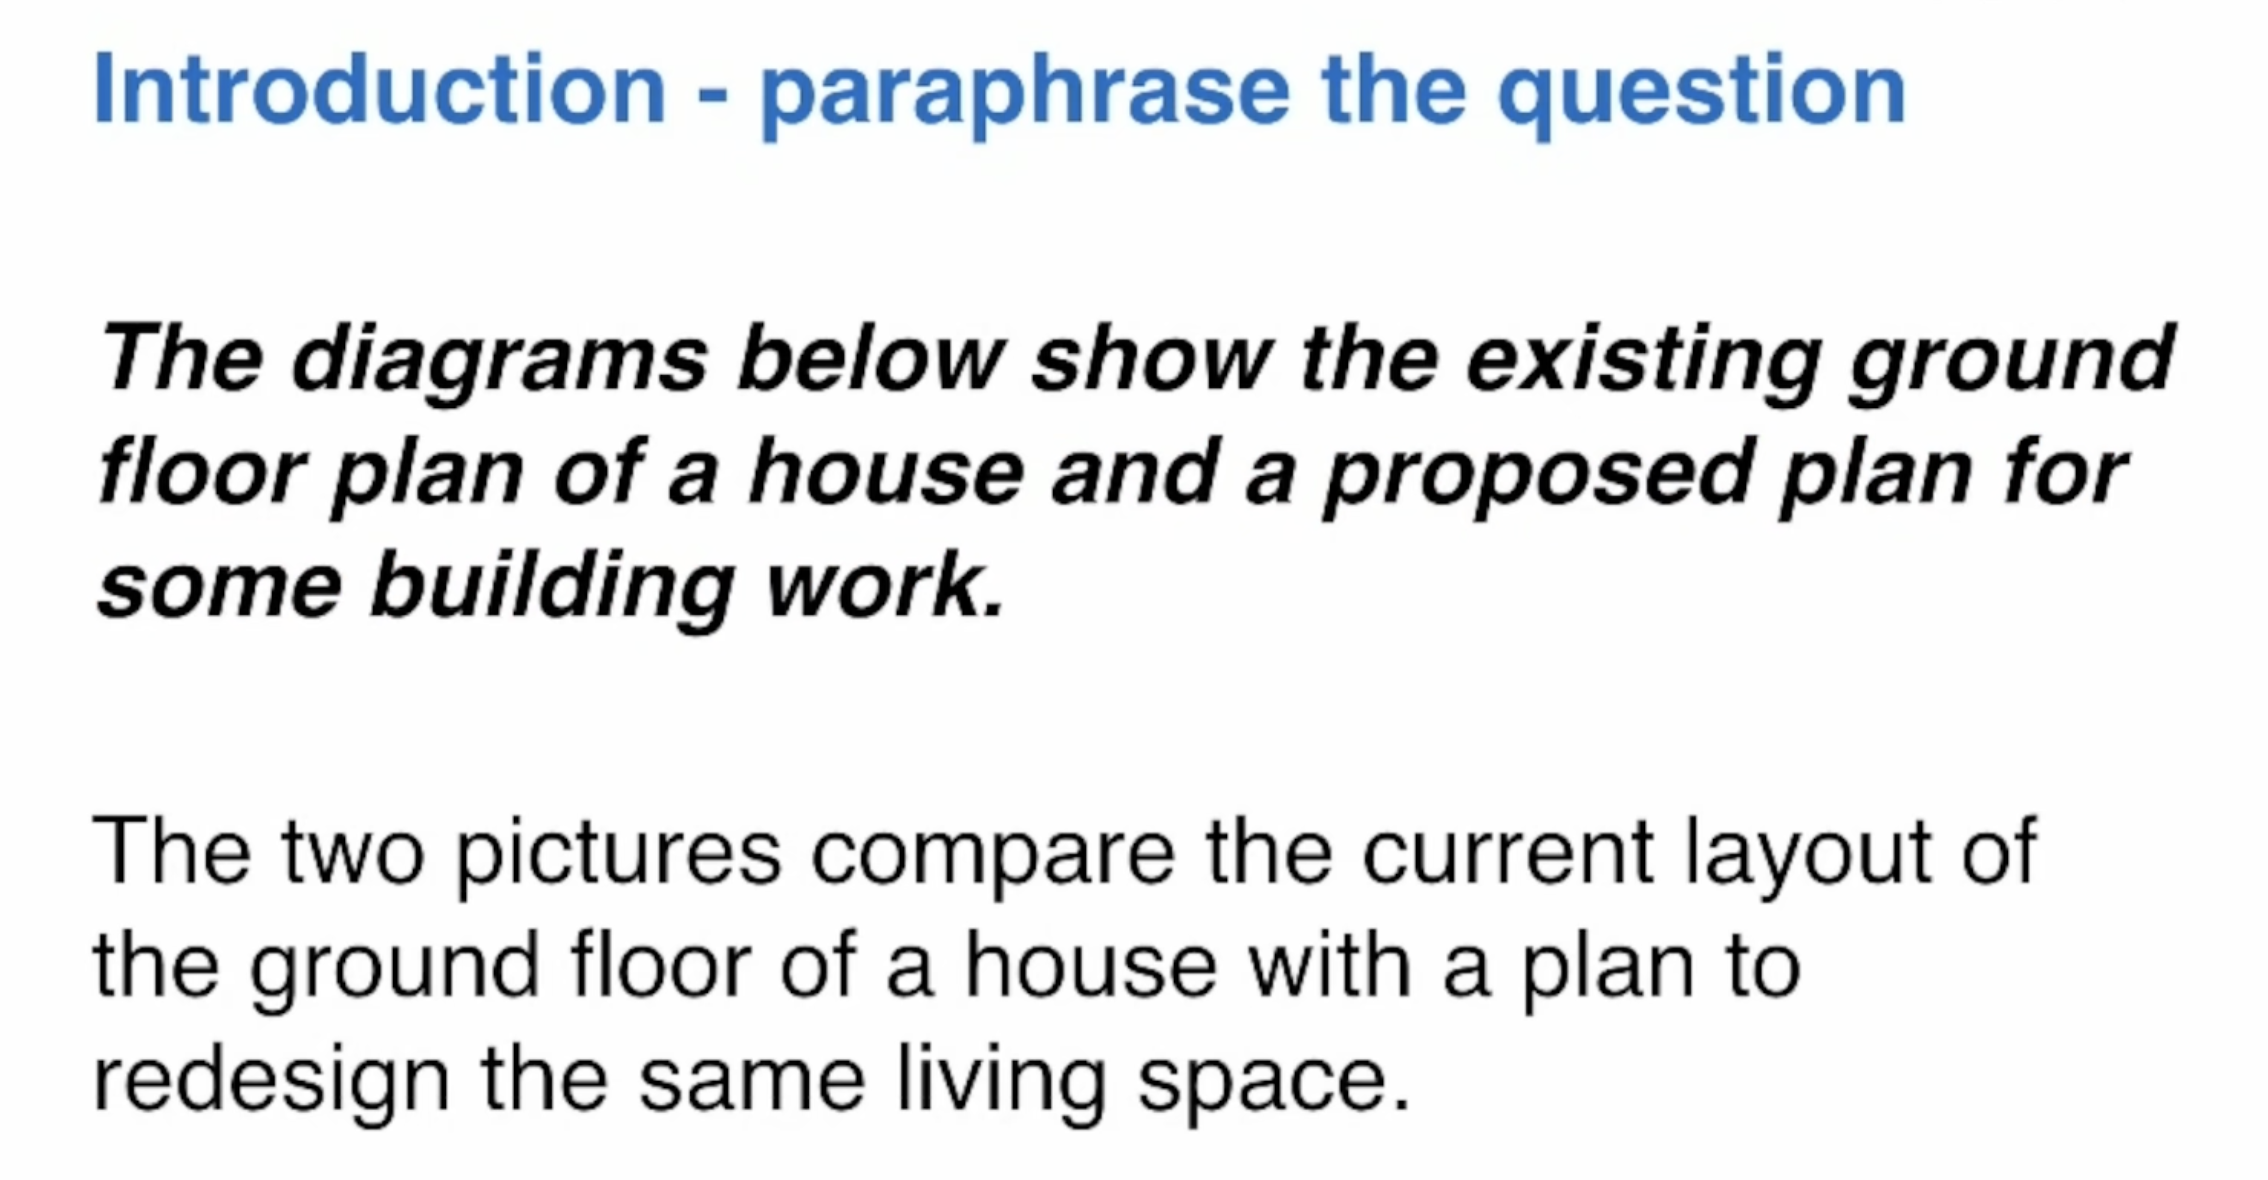 Introduction - paraphrase the question
The diagrams below show the existing ground
floor plan of a house and a proposed plan for
some building work.
The two pictures compare the current layout of
the ground floor of a house with a plan to
redesign the same living space.